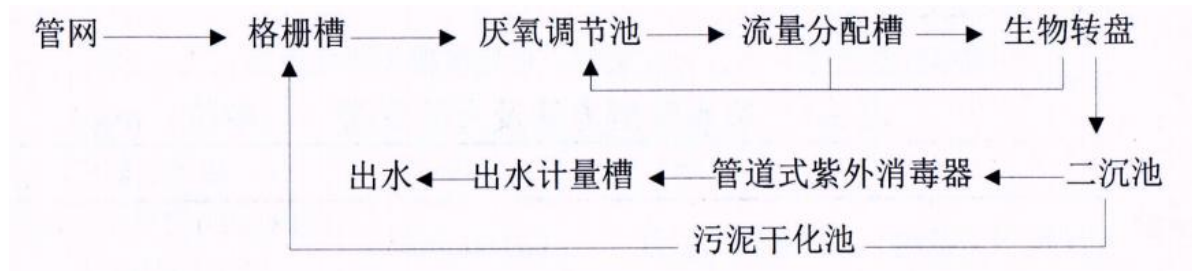 管网 格栅槽 厌氧调节池 流量分配槽 生物转盘
出水 出水计量槽 管道式紫外消毒器 二沉池
污泥干化池